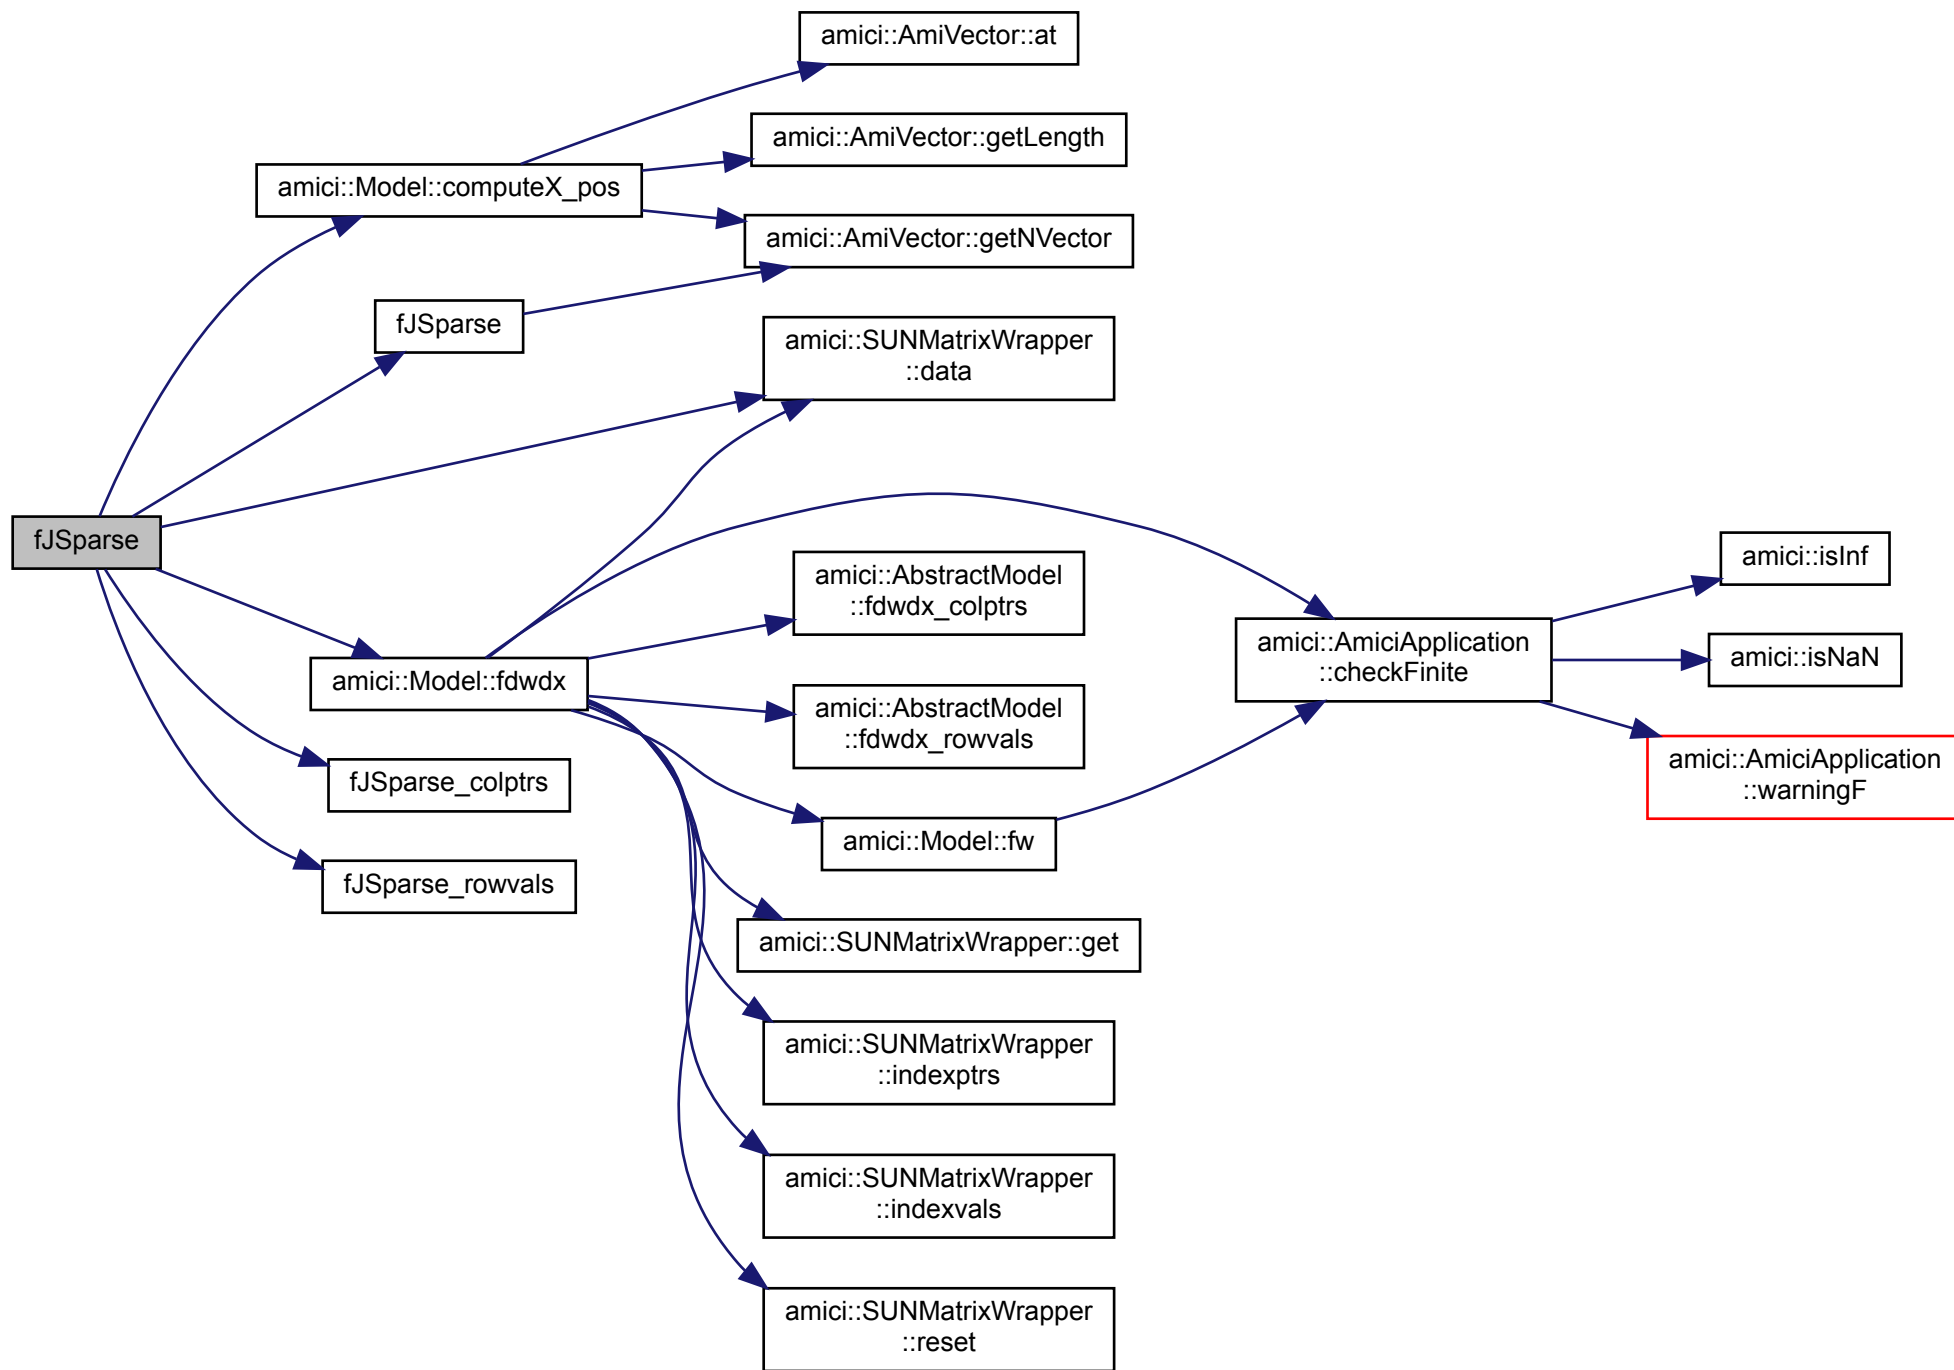 amici::AmiVector::at
amici::AmiVector::getLength
amici::Model::computeX_pos
amici::AmiVector::getNVector
fJSparse
amici::SUNMatrixWrapper
::data
fJSparse
amici::AbstractModel
::fdwdx_colptrs
amici::isInf
amici::AmiciApplication
::checkFinite
amici::isNaN
amici::Model::fdwdx
amici::AbstractModel
::fdwdx_rowvals
amici::AmiciApplication
::warningF
fJSparse_colptrs
amici::Model::fw
fJSparse_rowvals
amici::SUNMatrixWrapper::get
amici::SUNMatrixWrapper
::indexptrs
amici::SUNMatrixWrapper
::indexvals
amici::SUNMatrixWrapper
::reset